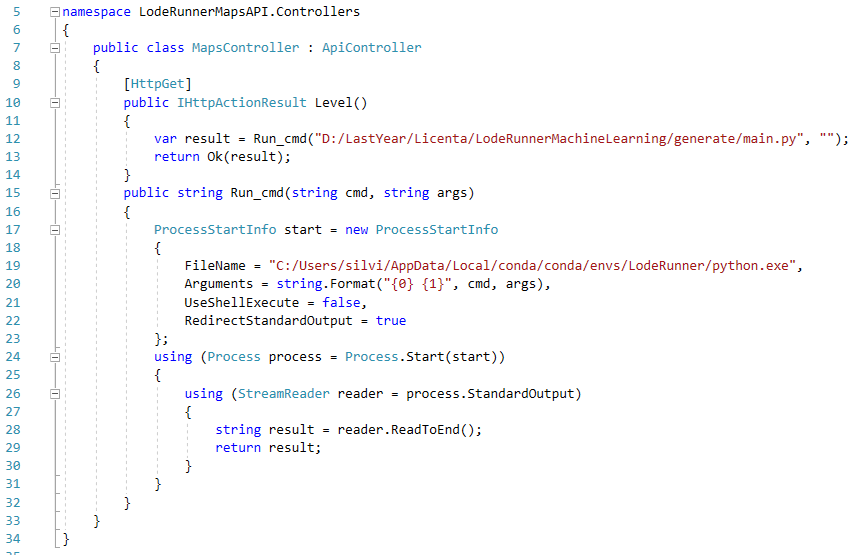 5 namespace LodeRunnerMapsAPI.Controllers
6 {
7     public class MapsController : ApiController
8     {
9         [HttpGet]
10         public IHttpActionResult Level()
11         {
12             var result = Run_cmd("D:/LastYear/Licenta/LodeRunnerMachineLearning/generate/main.py", "");
13             return Ok(result);
14         }
15         public string Run_cmd(string cmd, string args)
16         {
17             ProcessStartInfo start = new ProcessStartInfo
18             {
19                 FileName = "C:/Users/silvi/AppData/Local/conda/conda/envs/LodeRunner/python.exe",
20                 Arguments = string.Format("{0} {1}", cmd, args),
21                 UseShellExecute = false,
22                 RedirectStandardOutput = true
23             };
24             using (Process process = Process.Start(start))
25             {
26                 using (StreamReader reader = process.StandardOutput)
27                 {
28                     string result = reader.ReadToEnd();
29                     return result;
30                 }
31             }
32         }
33     }
34 }